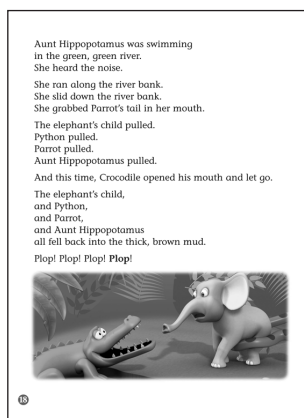 Aunt Hippopotamus was swimming
in the green, green river.
She heard the noise.
She ran along the river bank.
She slid down the river bank.
She grabbed Parrot's tail in her mouth.
The elephant's child pulled.
Python pulled.
Parrot pulled.
Aunt Hippopotamus pulled.
And this time, Crocodile opened his mouth and let go.
The elephant's child,
and Python,
and Parrot,
and Aunt Hippopotamus
all fell back into the thick, brown mud.
Plop! Plop! Plop! Plop!
18